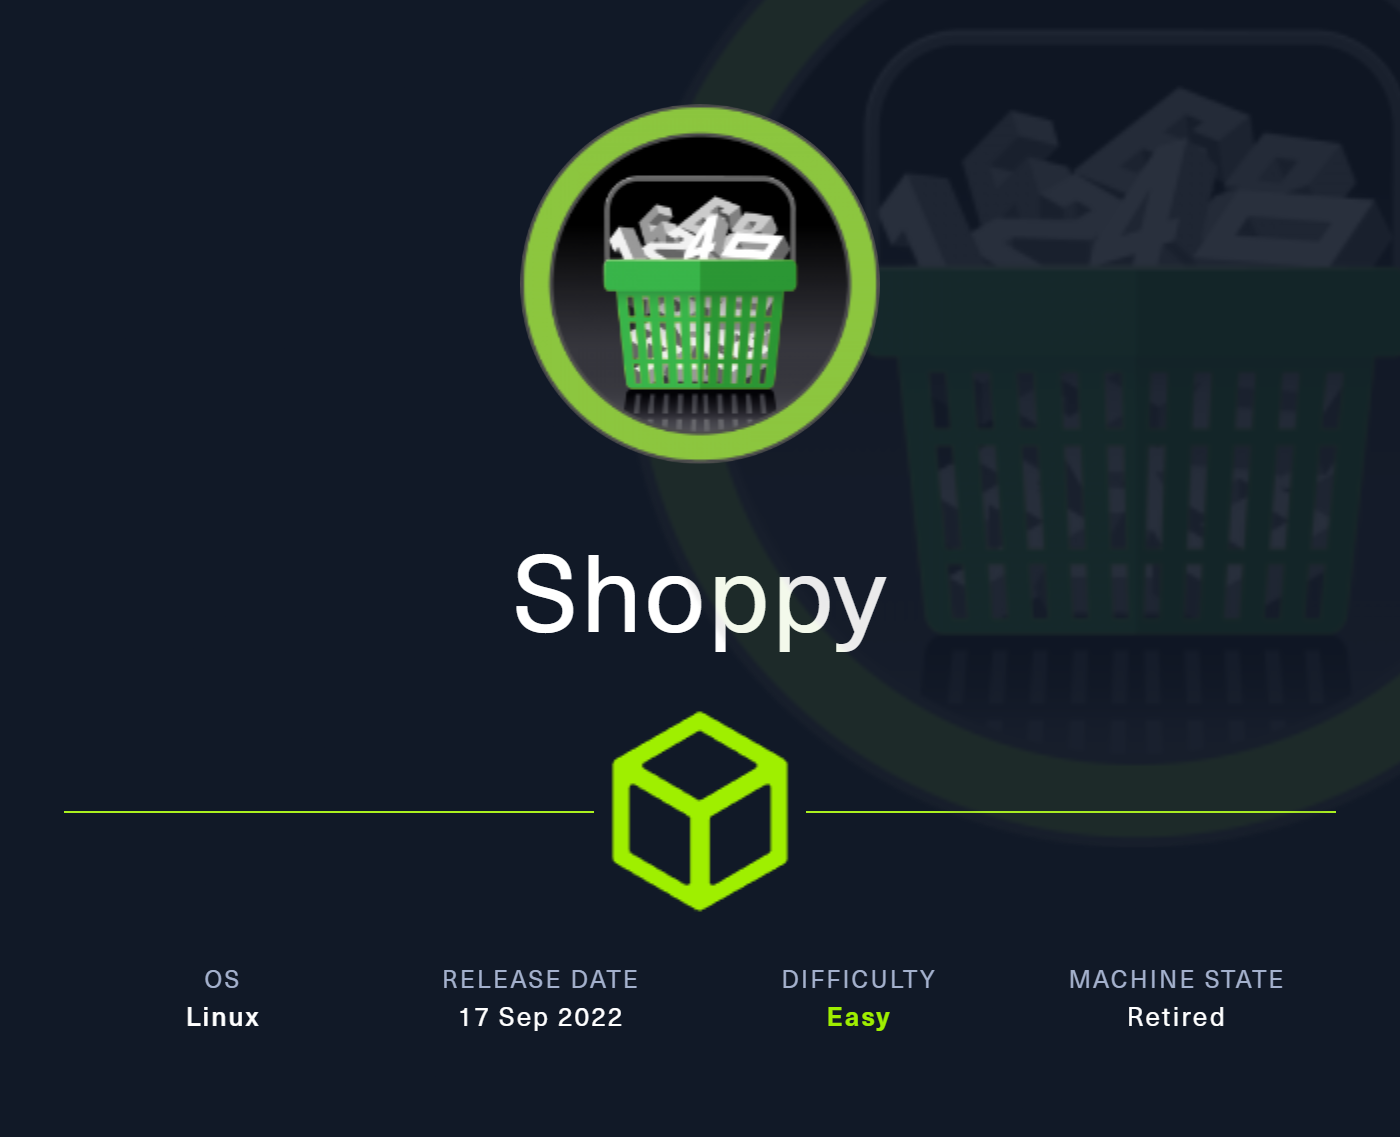 Shoppy
OS
Linux
RELEASE DATE
17 Sep 2022
DIFFICULTY
Easy
MACHINE STATE
Retired